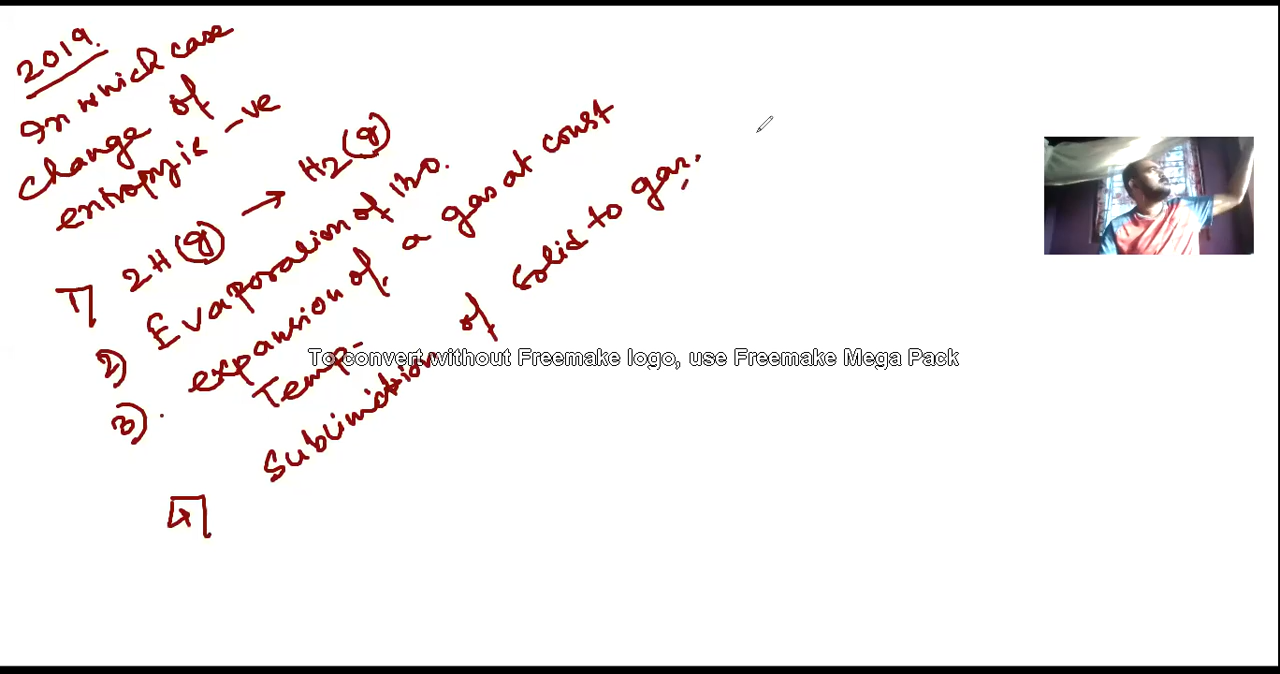 2019.
In which case
change of
entropy is -ve
1) 2H(g) → H2(g)
2) Evaporation of H2O.
3). expansion of a gas at const
Temp-
4) Sublimation of solid to gas.
To convert without Freemake logo, use Freemake Mega Pack